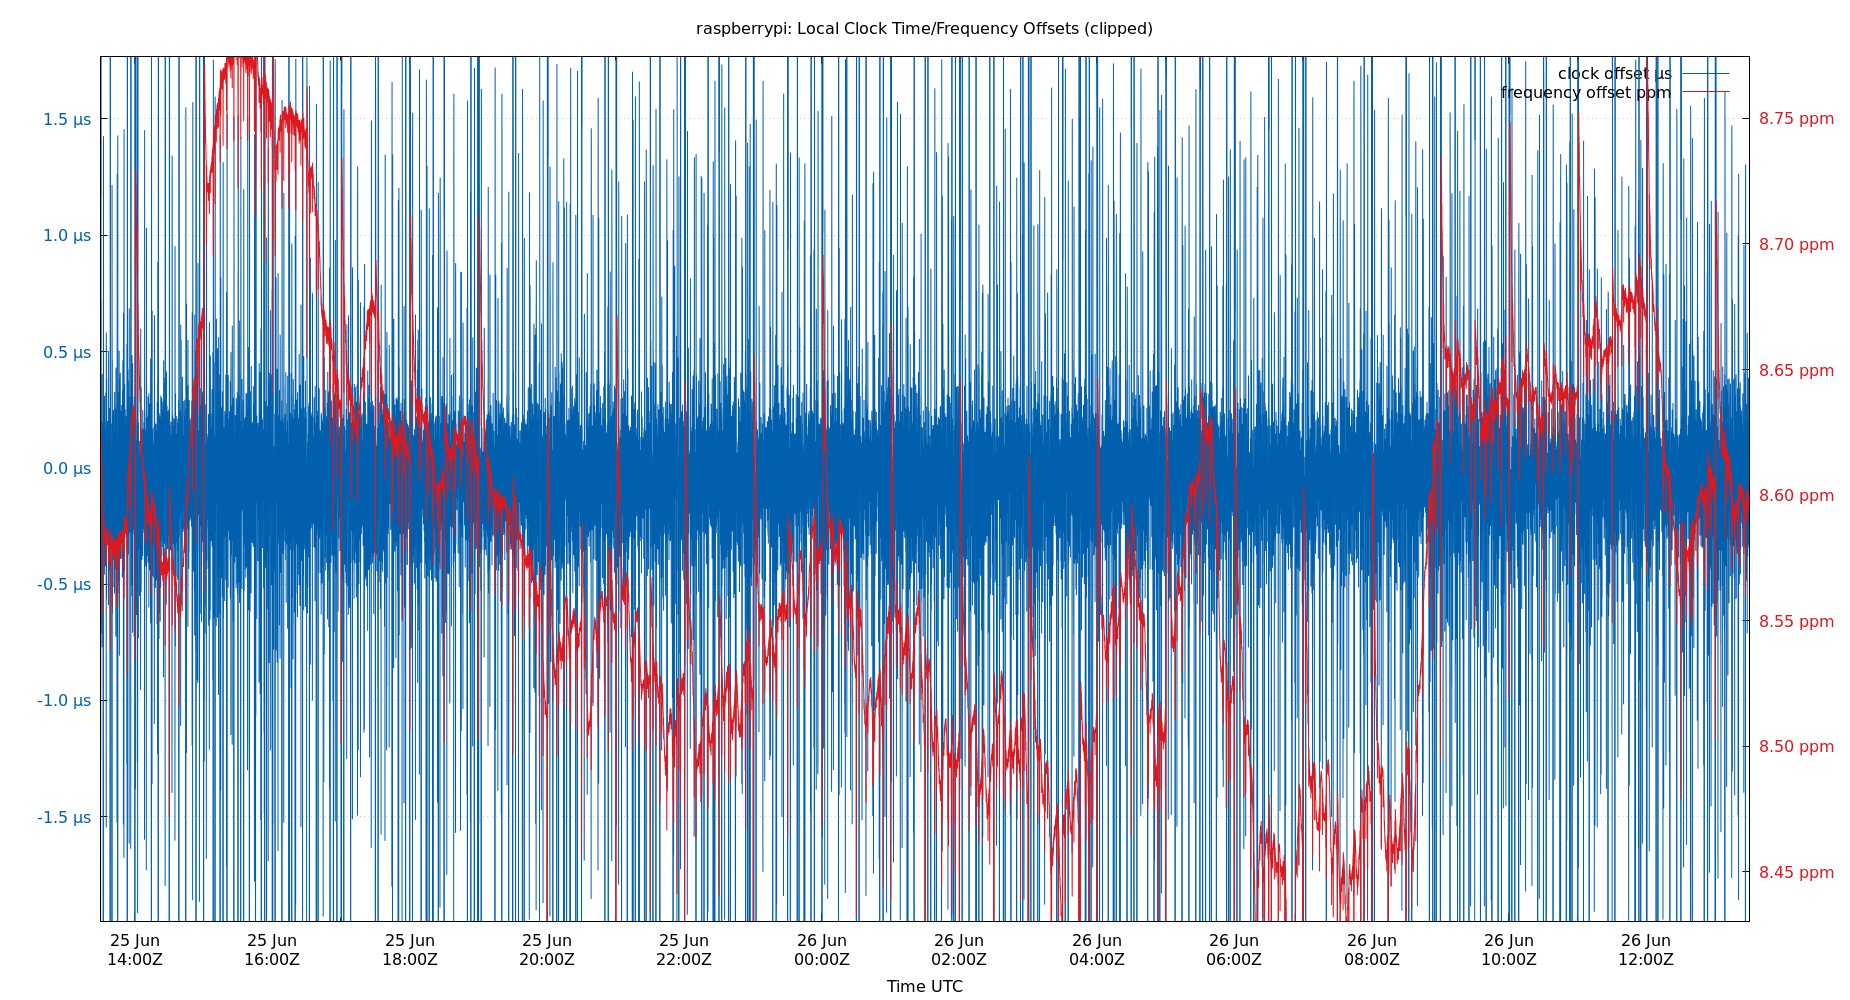 raspberrypi: Local Clock Time/Frequency Offsets (clipped)
clock offset µs
frequency offset ppm
1.5 µs
1.0 µs
0.5 µs
0.0 µs
-0.5 µs
-1.0 µs
-1.5 µs
8.75 ppm
8.70 ppm
8.65 ppm
8.60 ppm
8.55 ppm
8.50 ppm
8.45 ppm
25 Jun 25 Jun 25 Jun 25 Jun 25 Jun 26 Jun 26 Jun 26 Jun 26 Jun 26 Jun 26 Jun 26 Jun
14:00Z 16:00Z 18:00Z 20:00Z 22:00Z 00:00Z 02:00Z 04:00Z 06:00Z 08:00Z 10:00Z 12:00Z
Time UTC